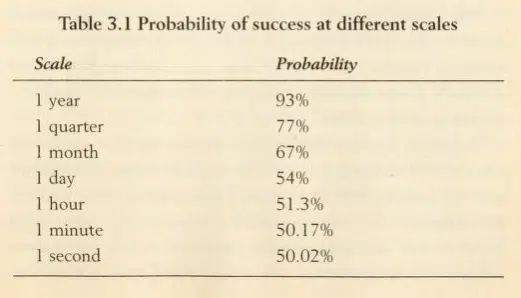 Table 3.1 Probability of success at different scales
Scale Probability
1 year 93%
1 quarter 77%
1 month 67%
1 day 54%
1 hour 51.3%
1 minute 50.17%
1 second 50.02%